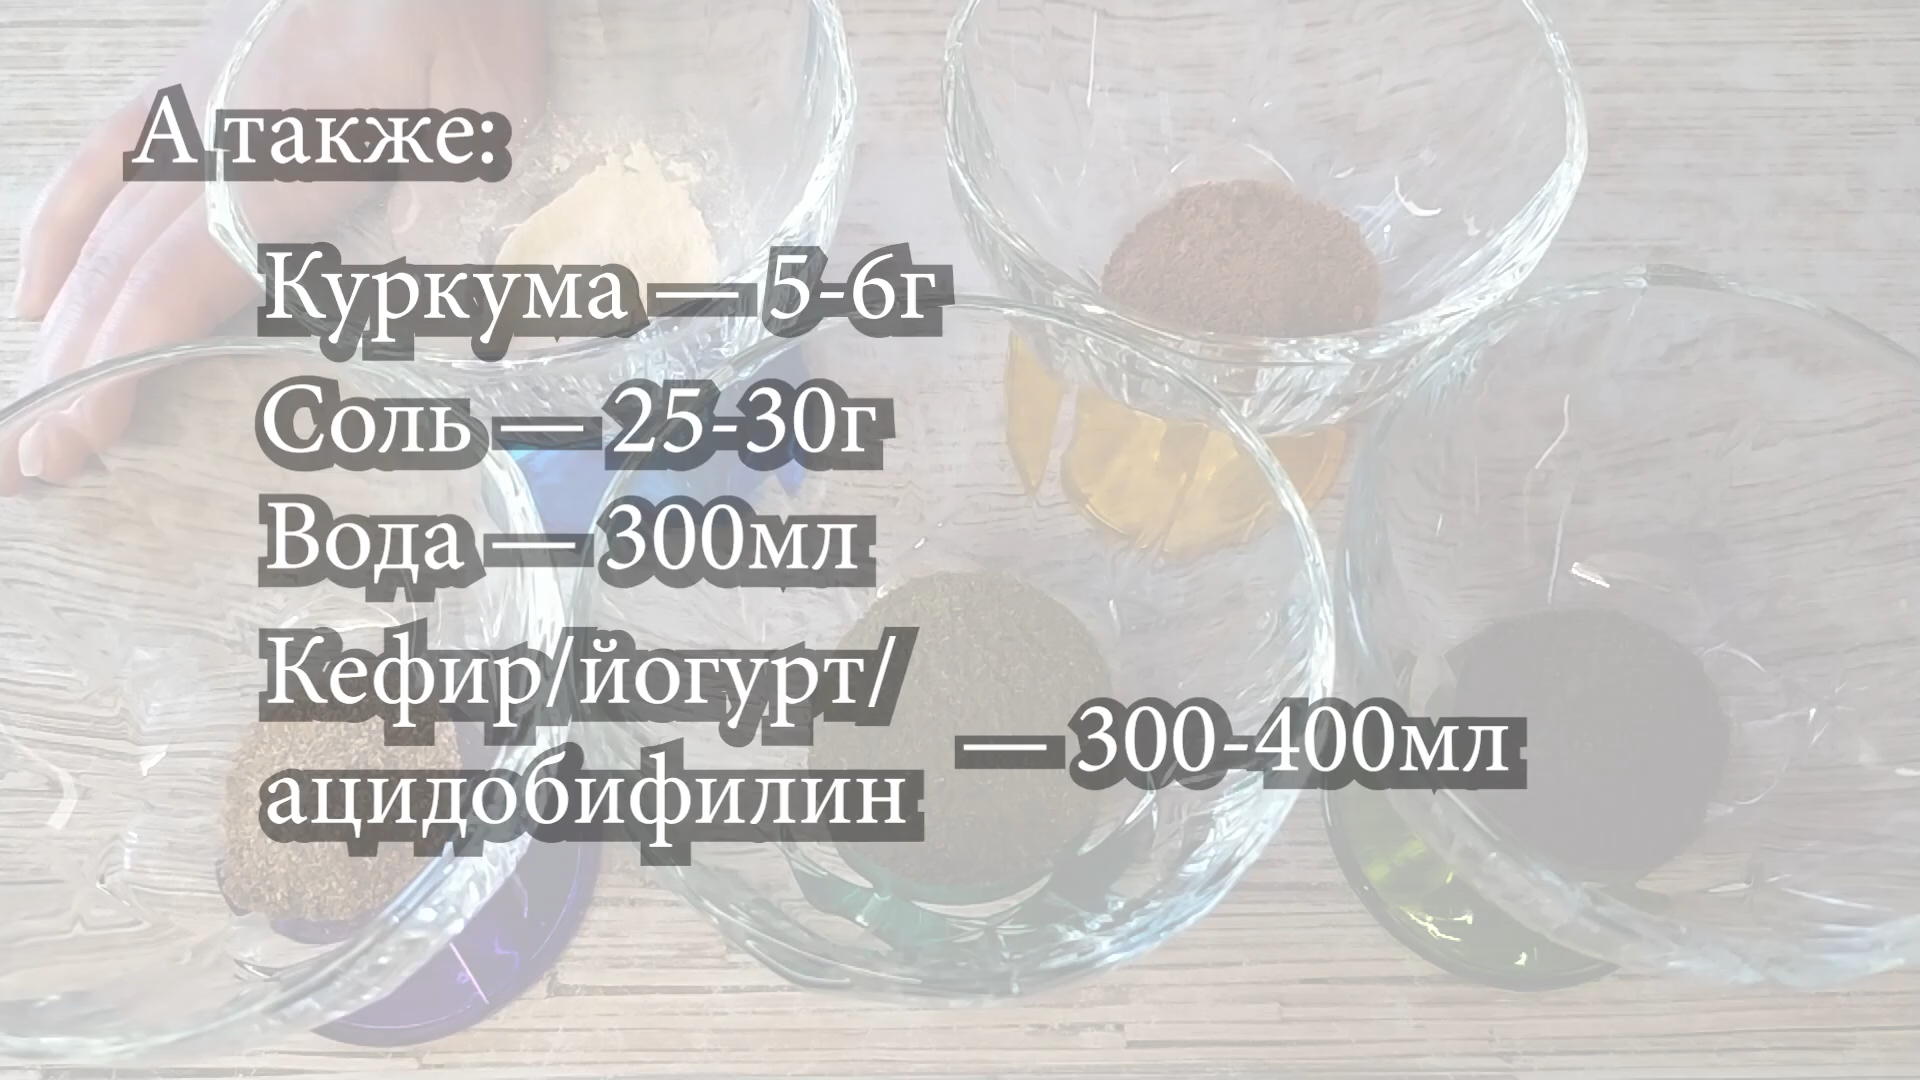 А также:
Куркума — 5-6г
Соль — 25-30г
Вода — 300мл
Кефир/йогурт/
ацидобифилин — 300-400мл